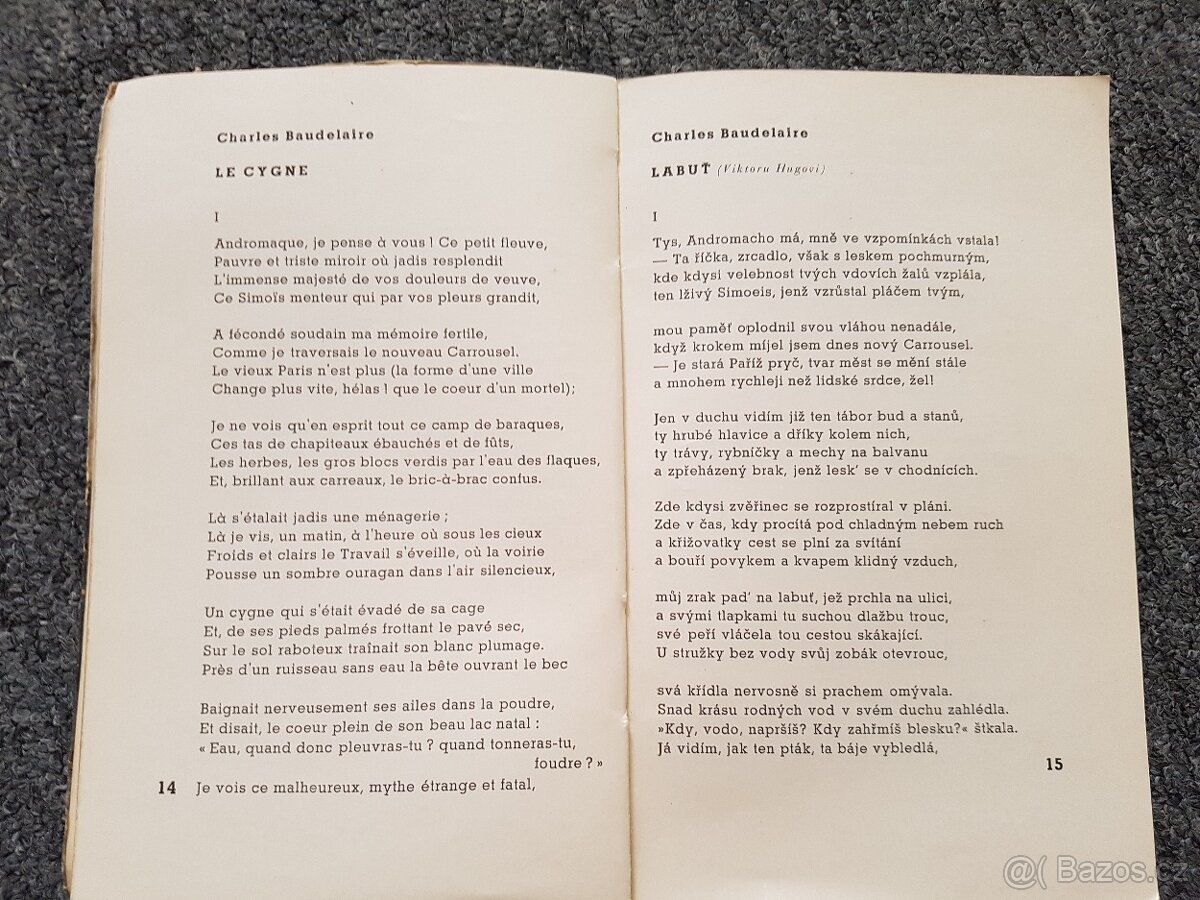 Charles Baudelaire
LE CYGNE
I
Andromaque, je pense à vous ! Ce petit fleuve,
Pauvre et triste miroir où jadis resplendit
L'immense majesté de vos douleurs de veuve,
Ce Simoïs menteur qui par vos pleurs grandit,
A fécondé soudain ma mémoire fertile,
Comme je traversais le nouveau Carrousel.
Le vieux Paris n'est plus (la forme d'une ville
Change plus vite, hélas ! que le coeur d'un mortel);
Je ne vois qu'en esprit tout ce camp de baraques,
Ces tas de chapiteaux ébauchés et de fûts,
Les herbes, les gros blocs verdis par l'eau des flaques,
Et, brillant aux carreaux, le bric-à-brac confus.
Là s'étalait jadis une ménagerie ;
Là je vis, un matin, à l'heure où sous les cieux
Froids et clairs le Travail s'éveille, où la voirie
Pousse un sombre ouragan dans l'air silencieux,
Un cygne qui s'était évadé de sa cage
Et, de ses pieds palmés frottant le pavé sec,
Sur le sol raboteux traînait son blanc plumage.
Près d'un ruisseau sans eau la bête ouvrant le bec
Baignait nerveusement ses ailes dans la poudre,
Et disait, le coeur plein de son beau lac natal :
« Eau, quand donc pleuvras-tu ? quand tonneras-tu,
foudre ? »
14 Je vois ce malheureux, mythe étrange et fatal,
Charles Baudelaire
LABUŤ (Viktoru Hugovi)
I
Tys, Andromacho má, mně ve vzpomínkách vstala!
— Ta říčka, zrcadlo, však s leskem pochmurným,
kde kdysi velebnost tvých vdovích žalů vzplála,
ten lživý Simoeis, jenž vzrůstal pláčem tvým,
mou paměť oplodnil svou vláhou nenadále,
když krokem míjel jsem dnes nový Carrousel.
— Je stará Paříž pryč, tvar měst se mění stále
a mnohem rychleji než lidské srdce, žel!
Jen v duchu vidím již ten tábor bud a stanů,
ty hrubé hlavice a dříky kolem nich,
ty trávy, rybníčky a mechy na balvanu
a zpřeházený brak, jenž lesk' se v chodnících.
Zde kdysi zvěřinec se rozprostíral v pláni.
Zde v čas, kdy procítá pod chladným nebem ruch
a křižovatky cest se plní za svítání
a bouří povykem a kvapem klidný vzduch,
můj zrak pad' na labuť, jež prchla na ulici,
a svými tlapkami tu suchou dlažbu trouc,
své peří vláčela tou cestou skákající.
U stružky bez vody svůj zobák otevrouc,
svá křídla nervosně si prachem omývala.
Snad krásu rodných vod v svém duchu zahlédla.
»Kdy, vodo, napršíš? Kdy zahřmíš blesku?« štkala.
Já vidím, jak ten pták, ta báje vybledlá,
15
@( Bazos.cz